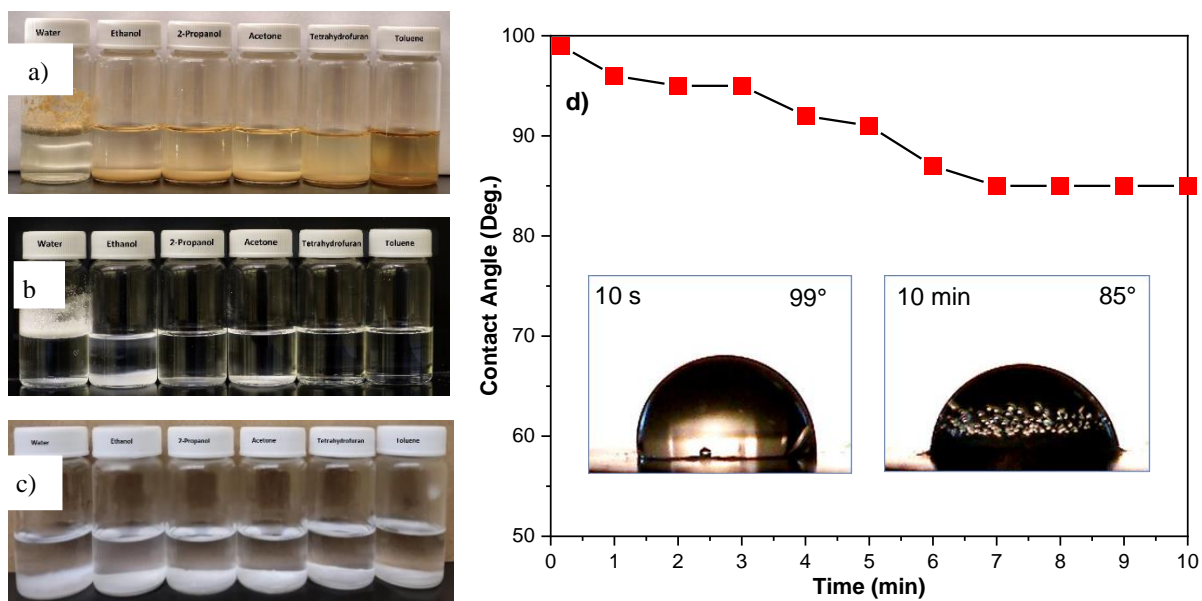 Water Ethanol 2-Propanol Acetone Tetrahydrofuran Toluene
a)
Water Ethanol 2-Propanol Acetone Tetrahydrofuran Toluene
b
Water Ethanol 2-Propanol Acetone Tetrahydrofuran Toluene
c)
d)
100
90
80
70
60
50
Contact Angle (Deg.)
10 s 99°
10 min 85°
0 1 2 3 4 5 6 7 8 9 10
Time (min)